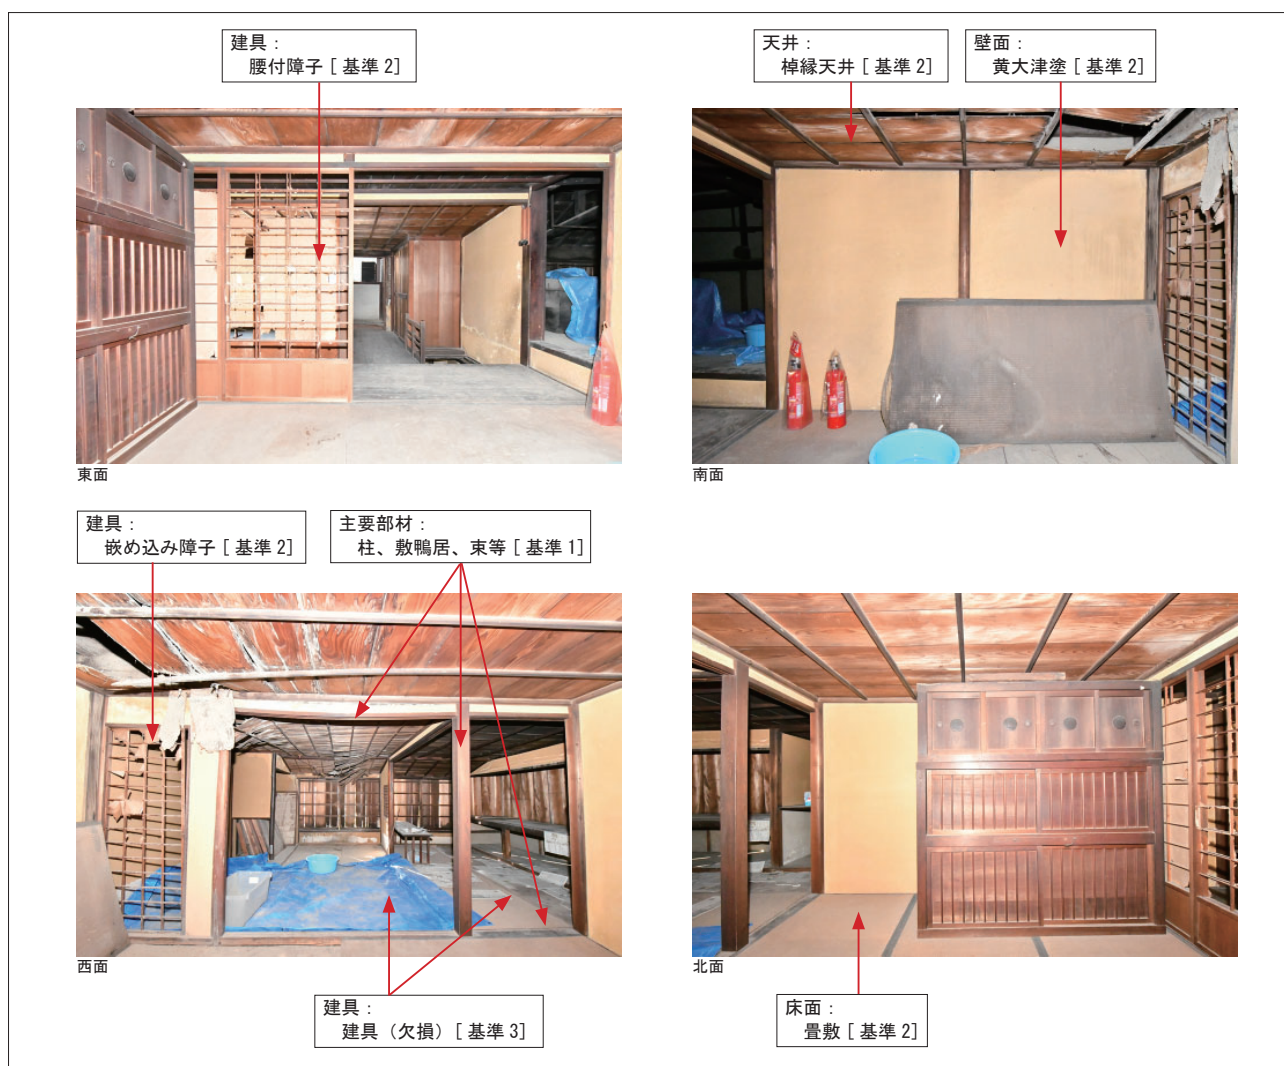 建具：
腰付障子 [ 基準 2]
天井：
棹縁天井 [ 基準 2]
壁面：
黄大津塗 [ 基準 2]
東面
南面
建具：
嵌め込み障子 [ 基準 2]
主要部材：
柱、敷鴨居、束等 [ 基準 1]
西面
北面
建具：
建具（欠損）[ 基準 3]
床面：
畳敷 [ 基準 2]